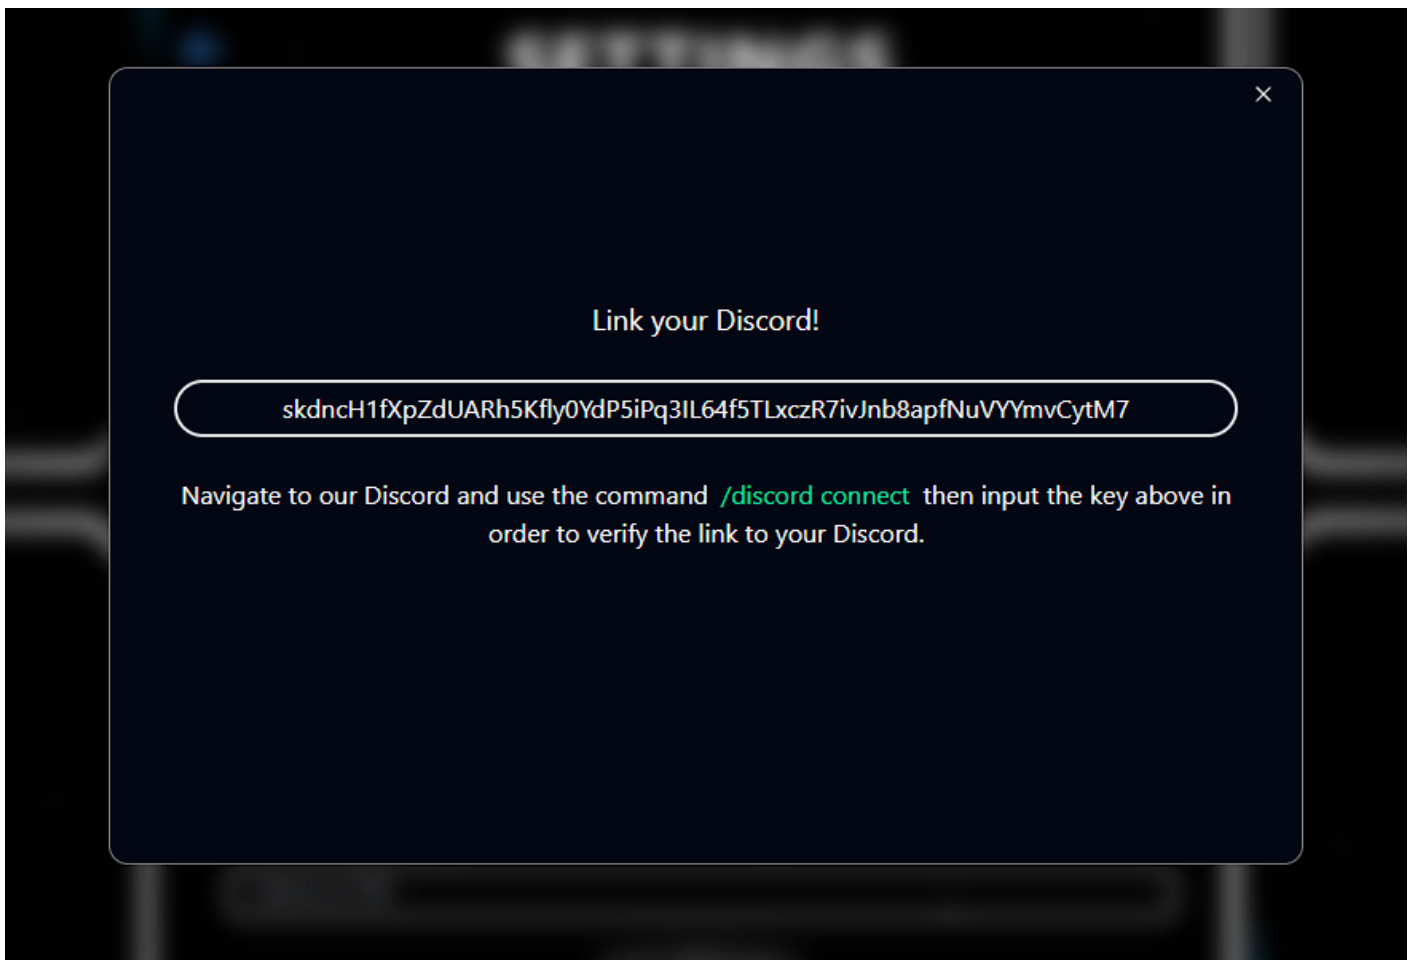 SETTINGS
Link your Discord!
skdncH1fXpZdUARh5Kfly0YdP5iPq3IL64f5TLxczR7ivJnb8apfNuVYYmvCytM7
Navigate to our Discord and use the command /discord connect then input the key above in
order to verify the link to your Discord.